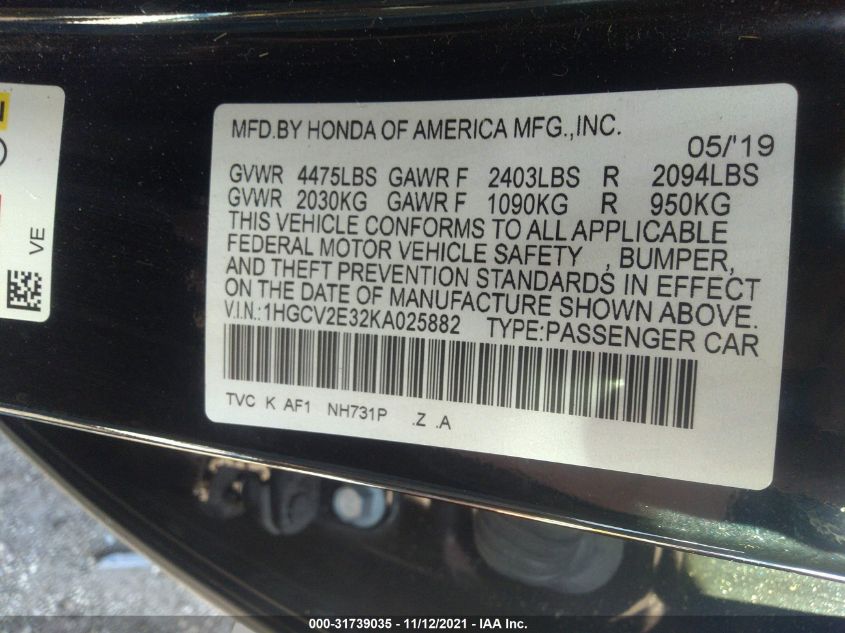 MFD.BY HONDA OF AMERICA MFG.,INC.
05/'19
GVWR 4475LBS GAWR F 2403LBS R 2094LBS
GVWR 2030KG GAWR F 1090KG R 950KG
THIS VEHICLE CONFORMS TO ALL APPLICABLE
FEDERAL MOTOR VEHICLE SAFETY , BUMPER,
AND THEFT PREVENTION STANDARDS IN EFFECT
ON THE DATE OF MANUFACTURE SHOWN ABOVE.
V.I.N.:1HGCV2E32KA025882 TYPE:PASSENGER CAR
TVC K AF1 NH731P .Z .A
VE
000-31739035 - 11/12/2021 - IAA Inc.